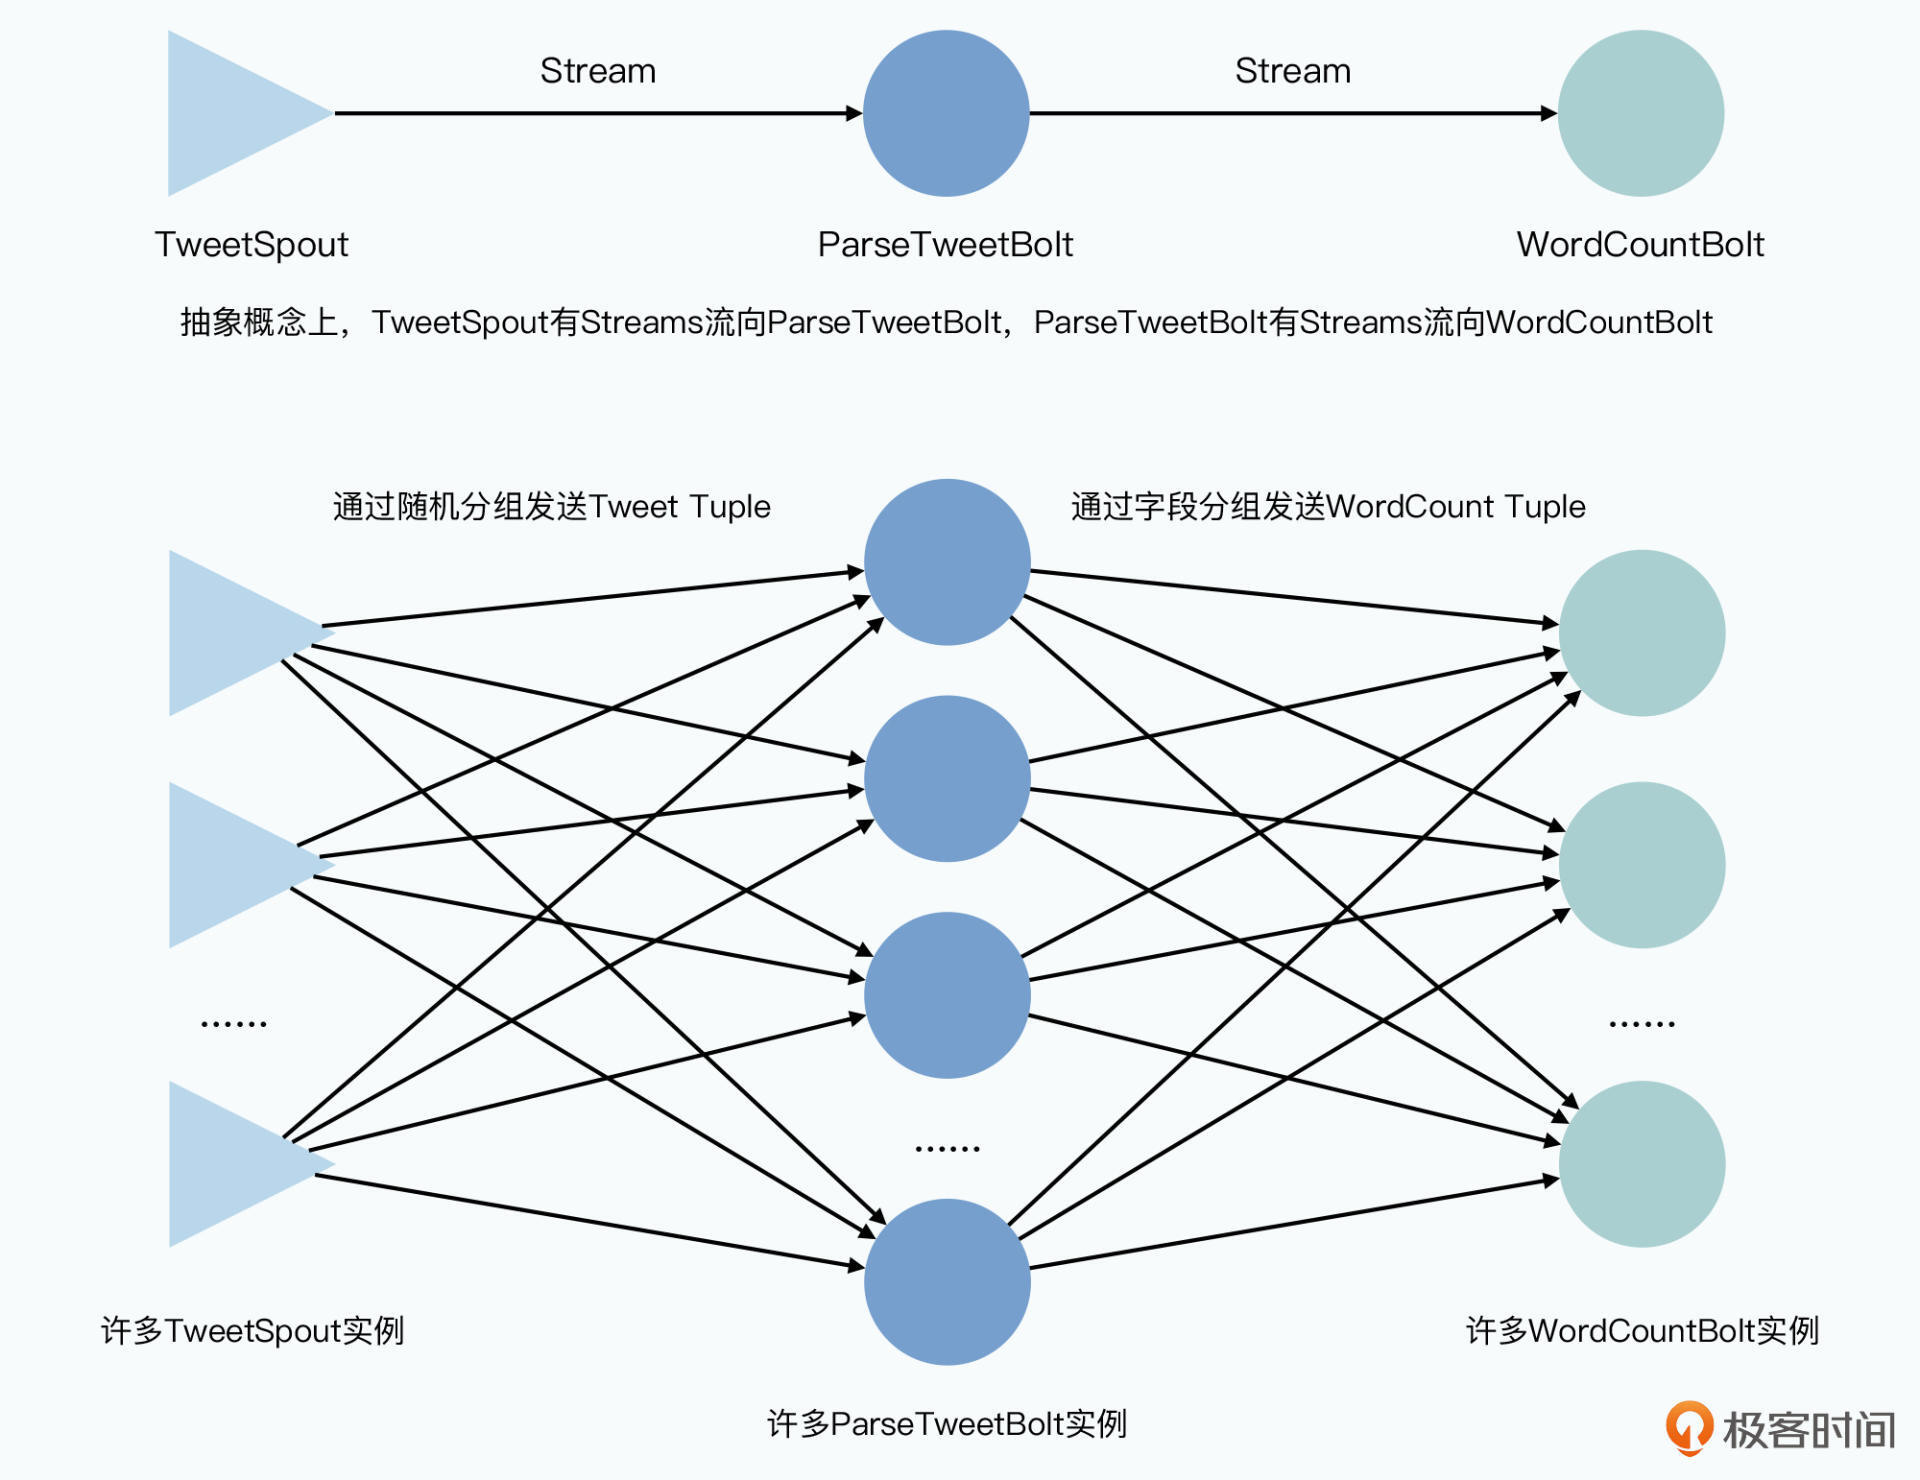 Stream
Stream
TweetSpout
ParseTweetBolt
WordCountBolt
抽象概念上，TweetSpout有Streams流向ParseTweetBolt，ParseTweetBolt有Streams流向WordCountBolt
通过随机分组发送Tweet Tuple
通过字段分组发送WordCount Tuple
......
......
......
许多TweetSpout实例
许多WordCountBolt实例
许多ParseTweetBolt实例
极客时间